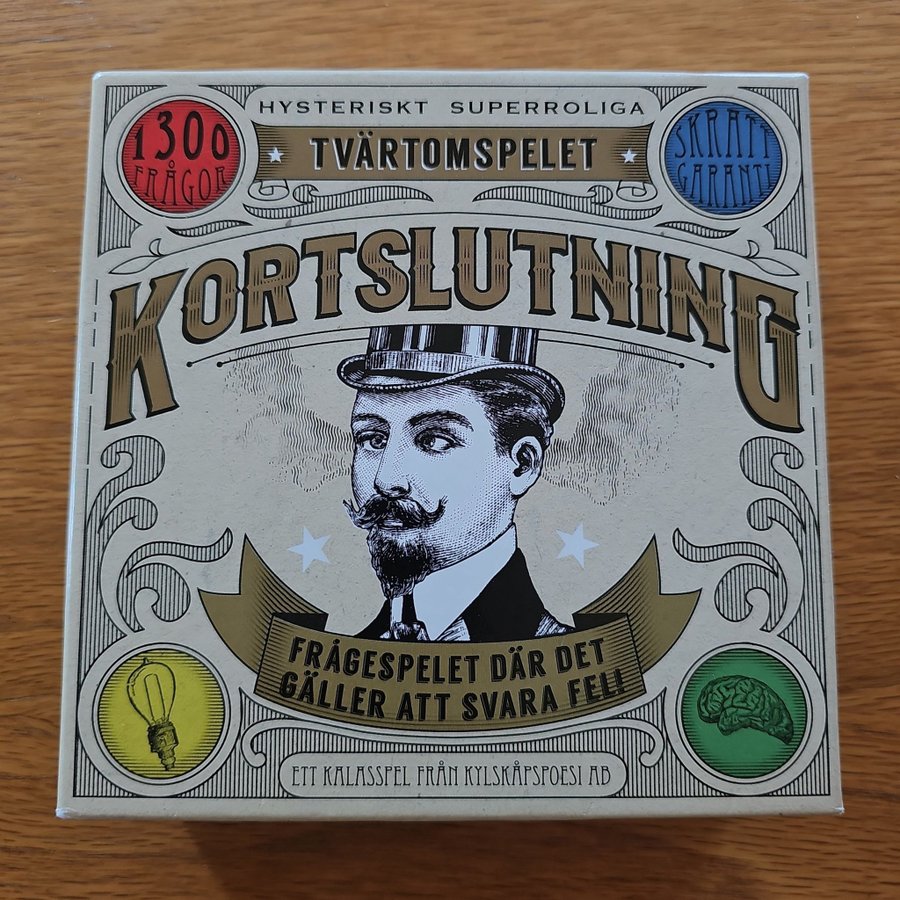 HYSTERISKT SUPERROLIGA
TVÄRTOMSPELET
1300
FRÅGOR
SKRATT
GARANTI
KORTSLUTNING
FRÅGESPELET DÄR DET
GÄLLER ATT SVARA FEL!
ETT KALASSPEL FRÅN KYLSKÅPSPOESI AB